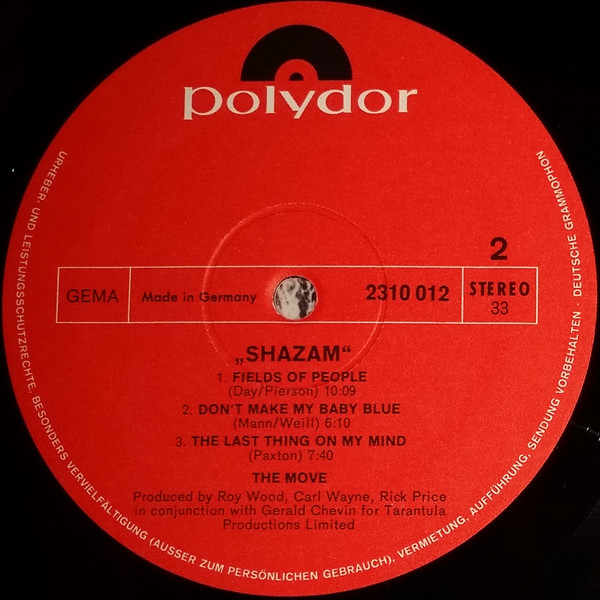 polydor
2
GEMA
Made in Germany
2310 012
STEREO
33
„SHAZAM“
1. FIELDS OF PEOPLE
(Day/Pierson) 10:09
2. DON'T MAKE MY BABY BLUE
(Mann/Weill) 6:10
3. THE LAST THING ON MY MIND
(Paxton) 7:40
THE MOVE
Produced by Roy Wood, Carl Wayne, Rick Price
in conjunction with Gerald Chevin for Tarantula
Productions Limited
URHEBER- UND LEISTUNGSSCHUTZRECHTE, BESONDERS VERVIELFÄLTIGUNG (AUSSER ZUM PERSÖNLICHEN GEBRAUCH), VERMIETUNG, AUFFÜHRUNG, SENDUNG VORBEHALTEN · DEUTSCHE GRAMMOPHON